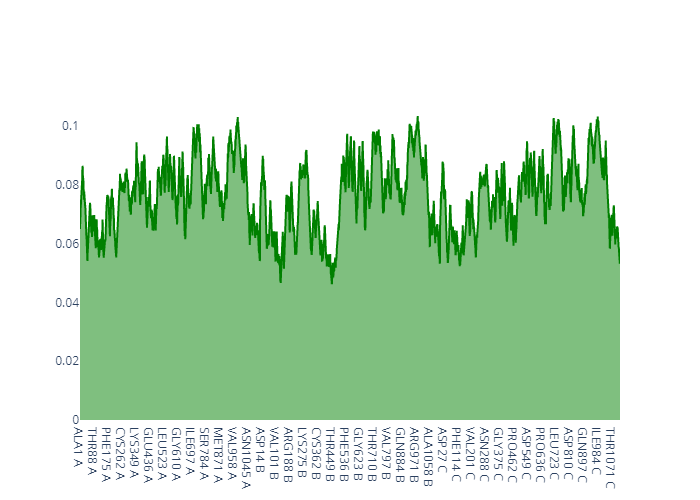 0.1
0.08
0.06
0.04
0.02
0
ALA1 A
THR88 A
PHE175 A
CYS262 A
LYS349 A
GLU436 A
LEU523 A
GLY610 A
ILE697 A
SER784 A
MET871 A
VAL958 A
ASN1045 A
ASP14 B
VAL101 B
ARG188 B
LYS275 B
CYS362 B
THR449 B
PHE536 B
GLY623 B
THR710 B
VAL797 B
GLN884 B
ARG971 B
ALA1058 B
ASP27 C
PHE114 C
VAL201 C
ASN288 C
GLY375 C
PRO462 C
ASP549 C
PRO636 C
LEU723 C
ASP810 C
GLN897 C
ILE984 C
THR1071 C